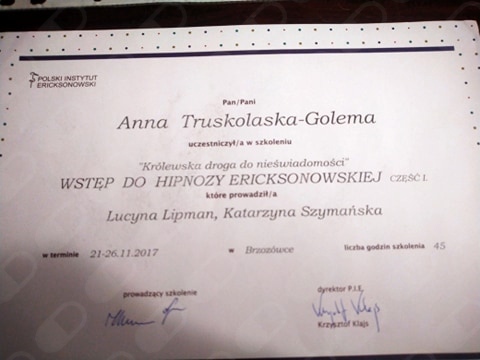 POLSKI INSTYTUT
ERICKSONOWSKI
Pan/Pani
Anna Truskolaska-Golema
uczestniczył/a w szkoleniu
"Królewska droga do nieświadomości"
WSTĘP DO HIPNOZY ERICKSONOWSKIEJ CZĘŚĆ I.
które prowadził/a
Lucyna Lipman, Katarzyna Szymańska
w terminie 21-26.11.2017 w Brzozówce liczba godzin szkolenia 45
prowadzący szkolenie
dyrektor P.I.E.
Krzysztof Klajs